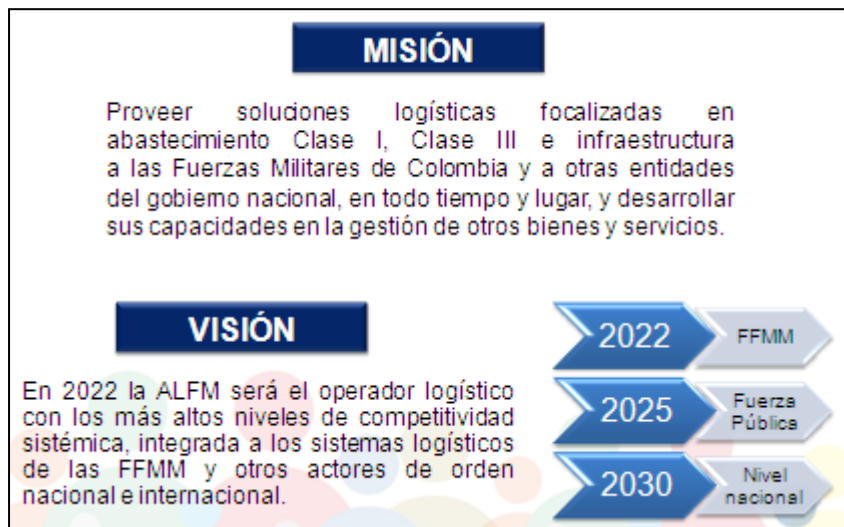 MISIÓN
Proveer soluciones logísticas focalizadas en
abastecimiento Clase I, Clase III e infraestructura
a las Fuerzas Militares de Colombia y a otras entidades
del gobierno nacional, en todo tiempo y lugar, y desarrollar
sus capacidades en la gestión de otros bienes y servicios.
VISIÓN
En 2022 la ALFM será el operador logístico
con los más altos niveles de competitividad
sistémica, integrada a los sistemas logísticos
de las FFMM y otros actores de orden
nacional e internacional.
2022
FFMM
2025
Fuerza
Pública
2030
Nivel
nacional